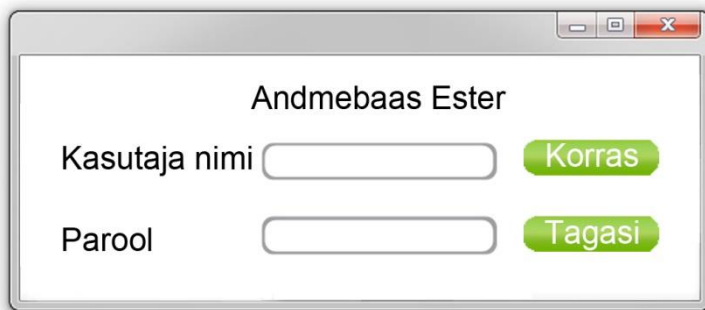 Andmebaas Ester
Kasutaja nimi
Korras
Parool
Tagasi